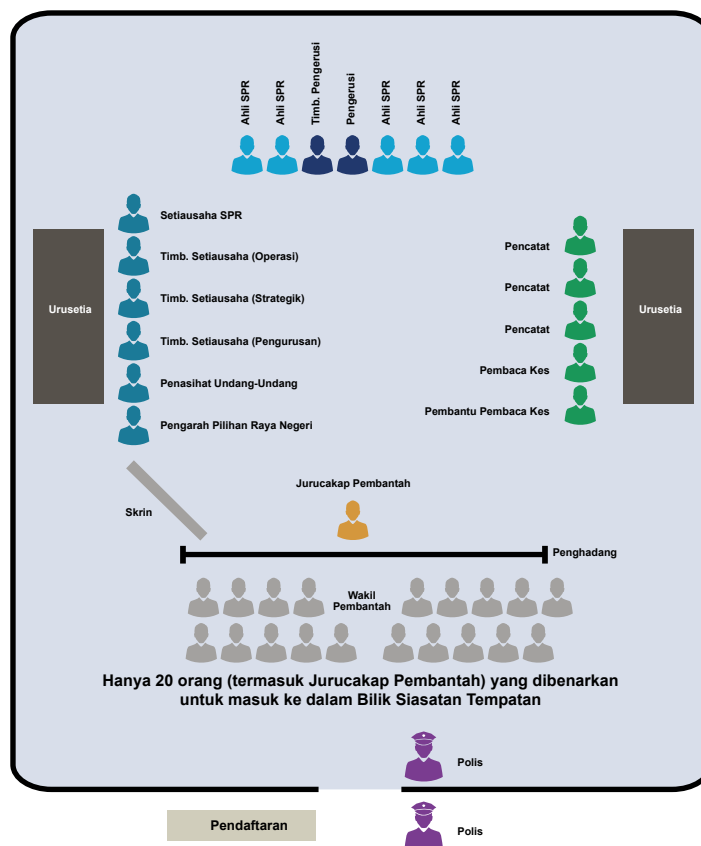 Ahli SPR
Ahli SPR
Timb. Pengerusi
Pengerusi
Ahli SPR
Ahli SPR
Ahli SPR
Urusetia
Setiausaha SPR
Timb. Setiausaha (Operasi)
Timb. Setiausaha (Strategik)
Timb. Setiausaha (Pengurusan)
Penasihat Undang-Undang
Pengarah Pilihan Raya Negeri
Pencatat
Pencatat
Pencatat
Pembaca Kes
Pembantu Pembaca Kes
Urusetia
Skrin
Jurucakap Pembantah
Penghadang
Wakil
Pembantah
Hanya 20 orang (termasuk Jurucakap Pembantah) yang dibenarkan
untuk masuk ke dalam Bilik Siasatan Tempatan
Polis
Pendaftaran
Polis